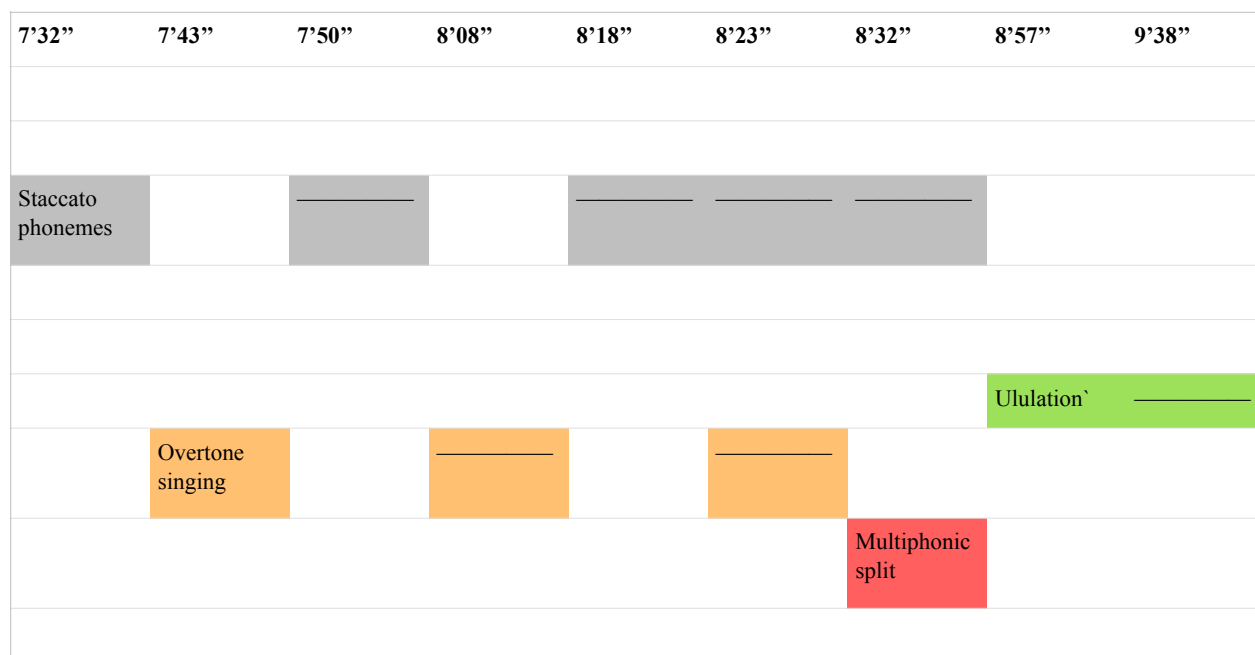 7’32” 7’43” 7’50” 8’08” 8’18” 8’23” 8’32” 8’57” 9’38”
Staccato
phonemes
Ululation`
Overtone
singing
Multiphonic
split